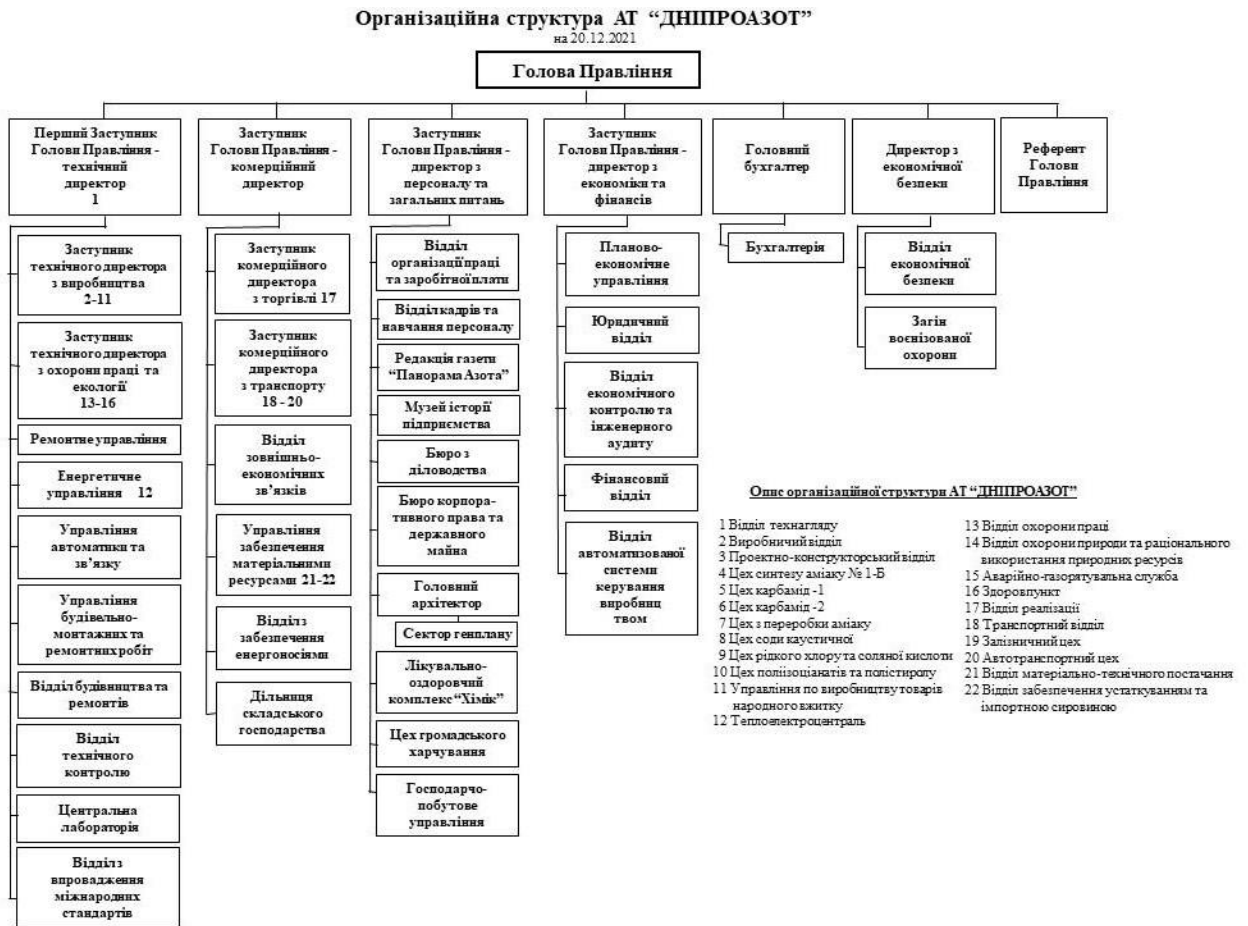 Організаційна структура АТ “ДНІПРОАЗОТ”
на 20.12.2021
Голова Правління
Перший Заступник
Голови Правління -
технічний
директор
1
Заступник
Голови Правління -
комерційний
директор
Заступник
Голови Правління -
директор з
персоналу та
загальних питань
Заступник
Голови Правління -
директор з
економіки та
фінансів
Головний
бухгалтер
Директор з
економічної
безпеки
Референт
Голови
Правління
Заступник
технічного директора
з виробництва
2-11
Заступник
технічного директора
з охорони праці та
екології
13-16
Ремонтне управління
Енергетичне
управління 12
Управління
автоматики та
зв’язку
Управління
будівельно-
монтажних та
ремонтних робіт
Відділ будівництва та
ремонтів
Відділ
технічного
контролю
Центральна
лабораторія
Відділ з
впровадження
міжнародних
стандартів
Заступник
комерційного
директора
з торгівлі 17
Заступник
комерційного
директора
з транспорту
18 - 20
Відділ
зовнішньо-
економічних
зв’язків
Управління
забезпечення
матеріальними
ресурсами 21-22
Відділ з
забезпечення
енергоносіями
Дільниця
складського
господарства
Відділ
організації праці
та заробітної плати
Відділ кадрів та
навчання персоналу
Редакція газети
“Панорама Азота”
Музей історії
підприємства
Бюро з
діловодства
Бюро корпора-
тивного права та
державного
майна
Головний
архітектор
Сектор генплану
Лікувально-
оздоровчий
комплекс “Хімік”
Цех громадського
харчування
Господарчо-
побутове
управління
Планово-
економічне
управління
Юридичний
відділ
Відділ
економічного
контролю та
інженерного
аудиту
Фінансовий
відділ
Відділ
автоматизованої
системи
керування
виробниц
твом
Бухгалтерія
Відділ
економічної
безпеки
Загін
воєнізованої
охорони
Опис організаційної структури АТ “ДНІПРОАЗОТ”
1 Відділ технагляду
2 Виробничий відділ
3 Проектно-конструкторський відділ
4 Цех синтезу аміаку № 1-Б
5 Цех карбамід -1
6 Цех карбамід -2
7 Цех з переробки аміаку
8 Цех соди каустичної
9 Цех рідкого хлору та соляної кислоти
10 Цех поліізоціанатів та полістиролу
11 Управління по виробництву товарів
народного вжитку
12 Теплоелектроцентраль
13 Відділ охорони праці
14 Відділ охорони природи та раціонального
використання природних ресурсів
15 Аварійно-газорятувальна служба
16 Здоровпункт
17 Відділ реалізації
18 Транспортний відділ
19 Залізничний цех
20 Автотранспортний цех
21 Відділ матеріально-технічного постачання
22 Відділ забезпечення устаткуванням та
імпортною сировиною